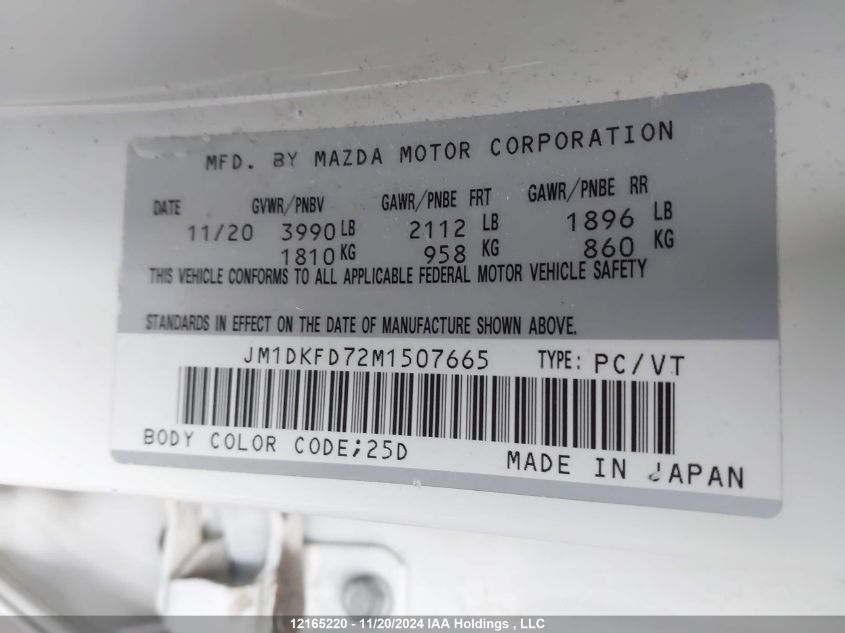 MFD. BY MAZDA MOTOR CORPORATION
DATE GVWR/PNBV GAWR/PNBE FRT GAWR/PNBE RR
11/20 3990 LB 2112 LB 1896 LB
1810 KG 958 KG 860 KG
THIS VEHICLE CONFORMS TO ALL APPLICABLE FEDERAL MOTOR VEHICLE SAFETY
STANDARDS IN EFFECT ON THE DATE OF MANUFACTURE SHOWN ABOVE.
JM1DKFD72M1507665 TYPE: PC/VT
BODY COLOR CODE;25D
MADE IN JAPAN
12165220 - 11/20/2024 IAA Holdings , LLC